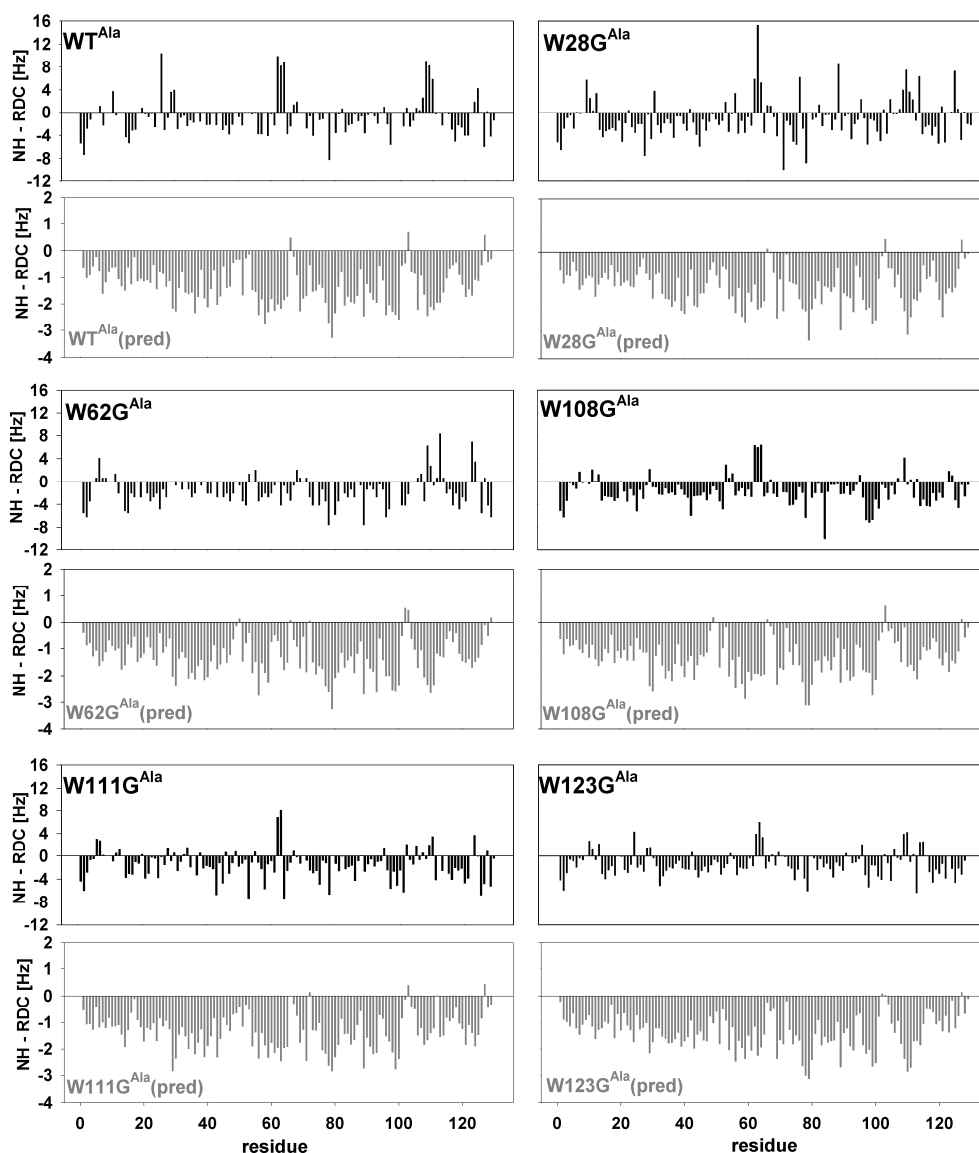 WT^Ala
W28G^Ala
NH - RDC [Hz]
16
12
8
4
0
-4
-8
-12
NH - RDC [Hz]
2
1
0
-1
-2
-3
-4
WT^Ala(pred)
W28G^Ala(pred)
W62G^Ala
W108G^Ala
NH - RDC [Hz]
16
12
8
4
0
-4
-8
-12
NH - RDC [Hz]
2
1
0
-1
-2
-3
-4
W62G^Ala(pred)
W108G^Ala(pred)
W111G^Ala
W123G^Ala
NH - RDC [Hz]
16
12
8
4
0
-4
-8
-12
NH - RDC [Hz]
2
1
0
-1
-2
-3
-4
W111G^Ala(pred)
W123G^Ala(pred)
0 20 40 60 80 100 120
0 20 40 60 80 100 120
residue
residue